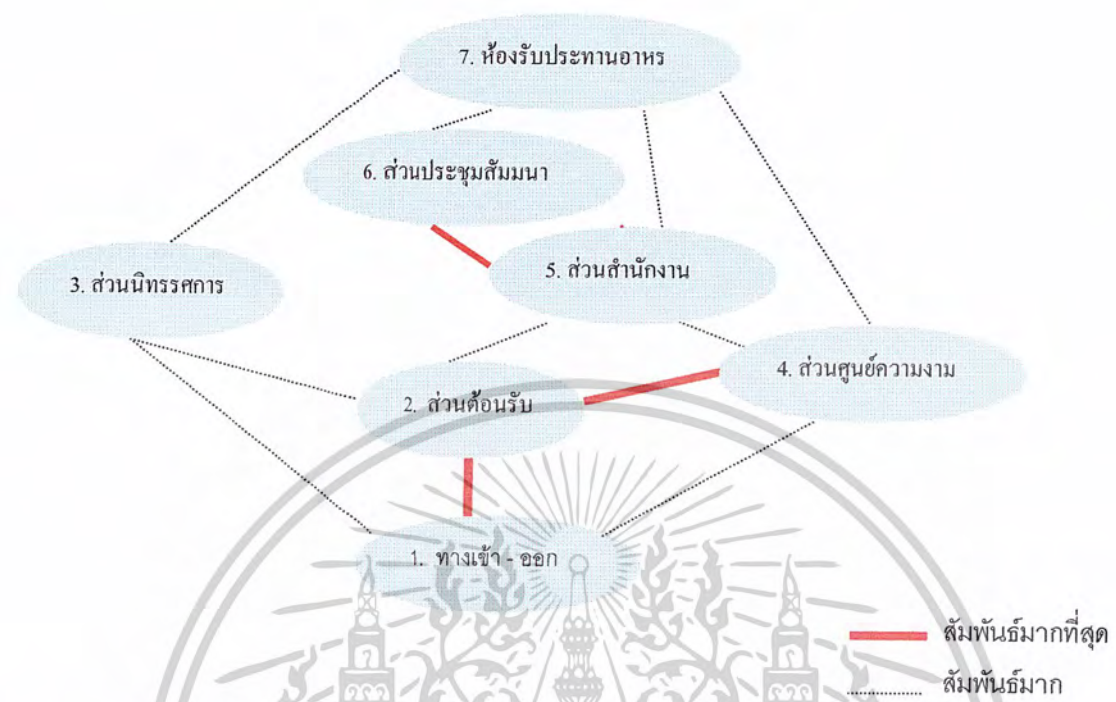 7. ห้องรับประทานอาหร
6. ส่วนประชุมสัมมนา
5. ส่วนสำนักงาน
3. ส่วนนิทรรศการ
4. ส่วนศูนย์ความงาม
2. ส่วนต้อนรับ
1. ทางเข้า - ออก
สัมพันธ์มากที่สุด
สัมพันธ์มาก